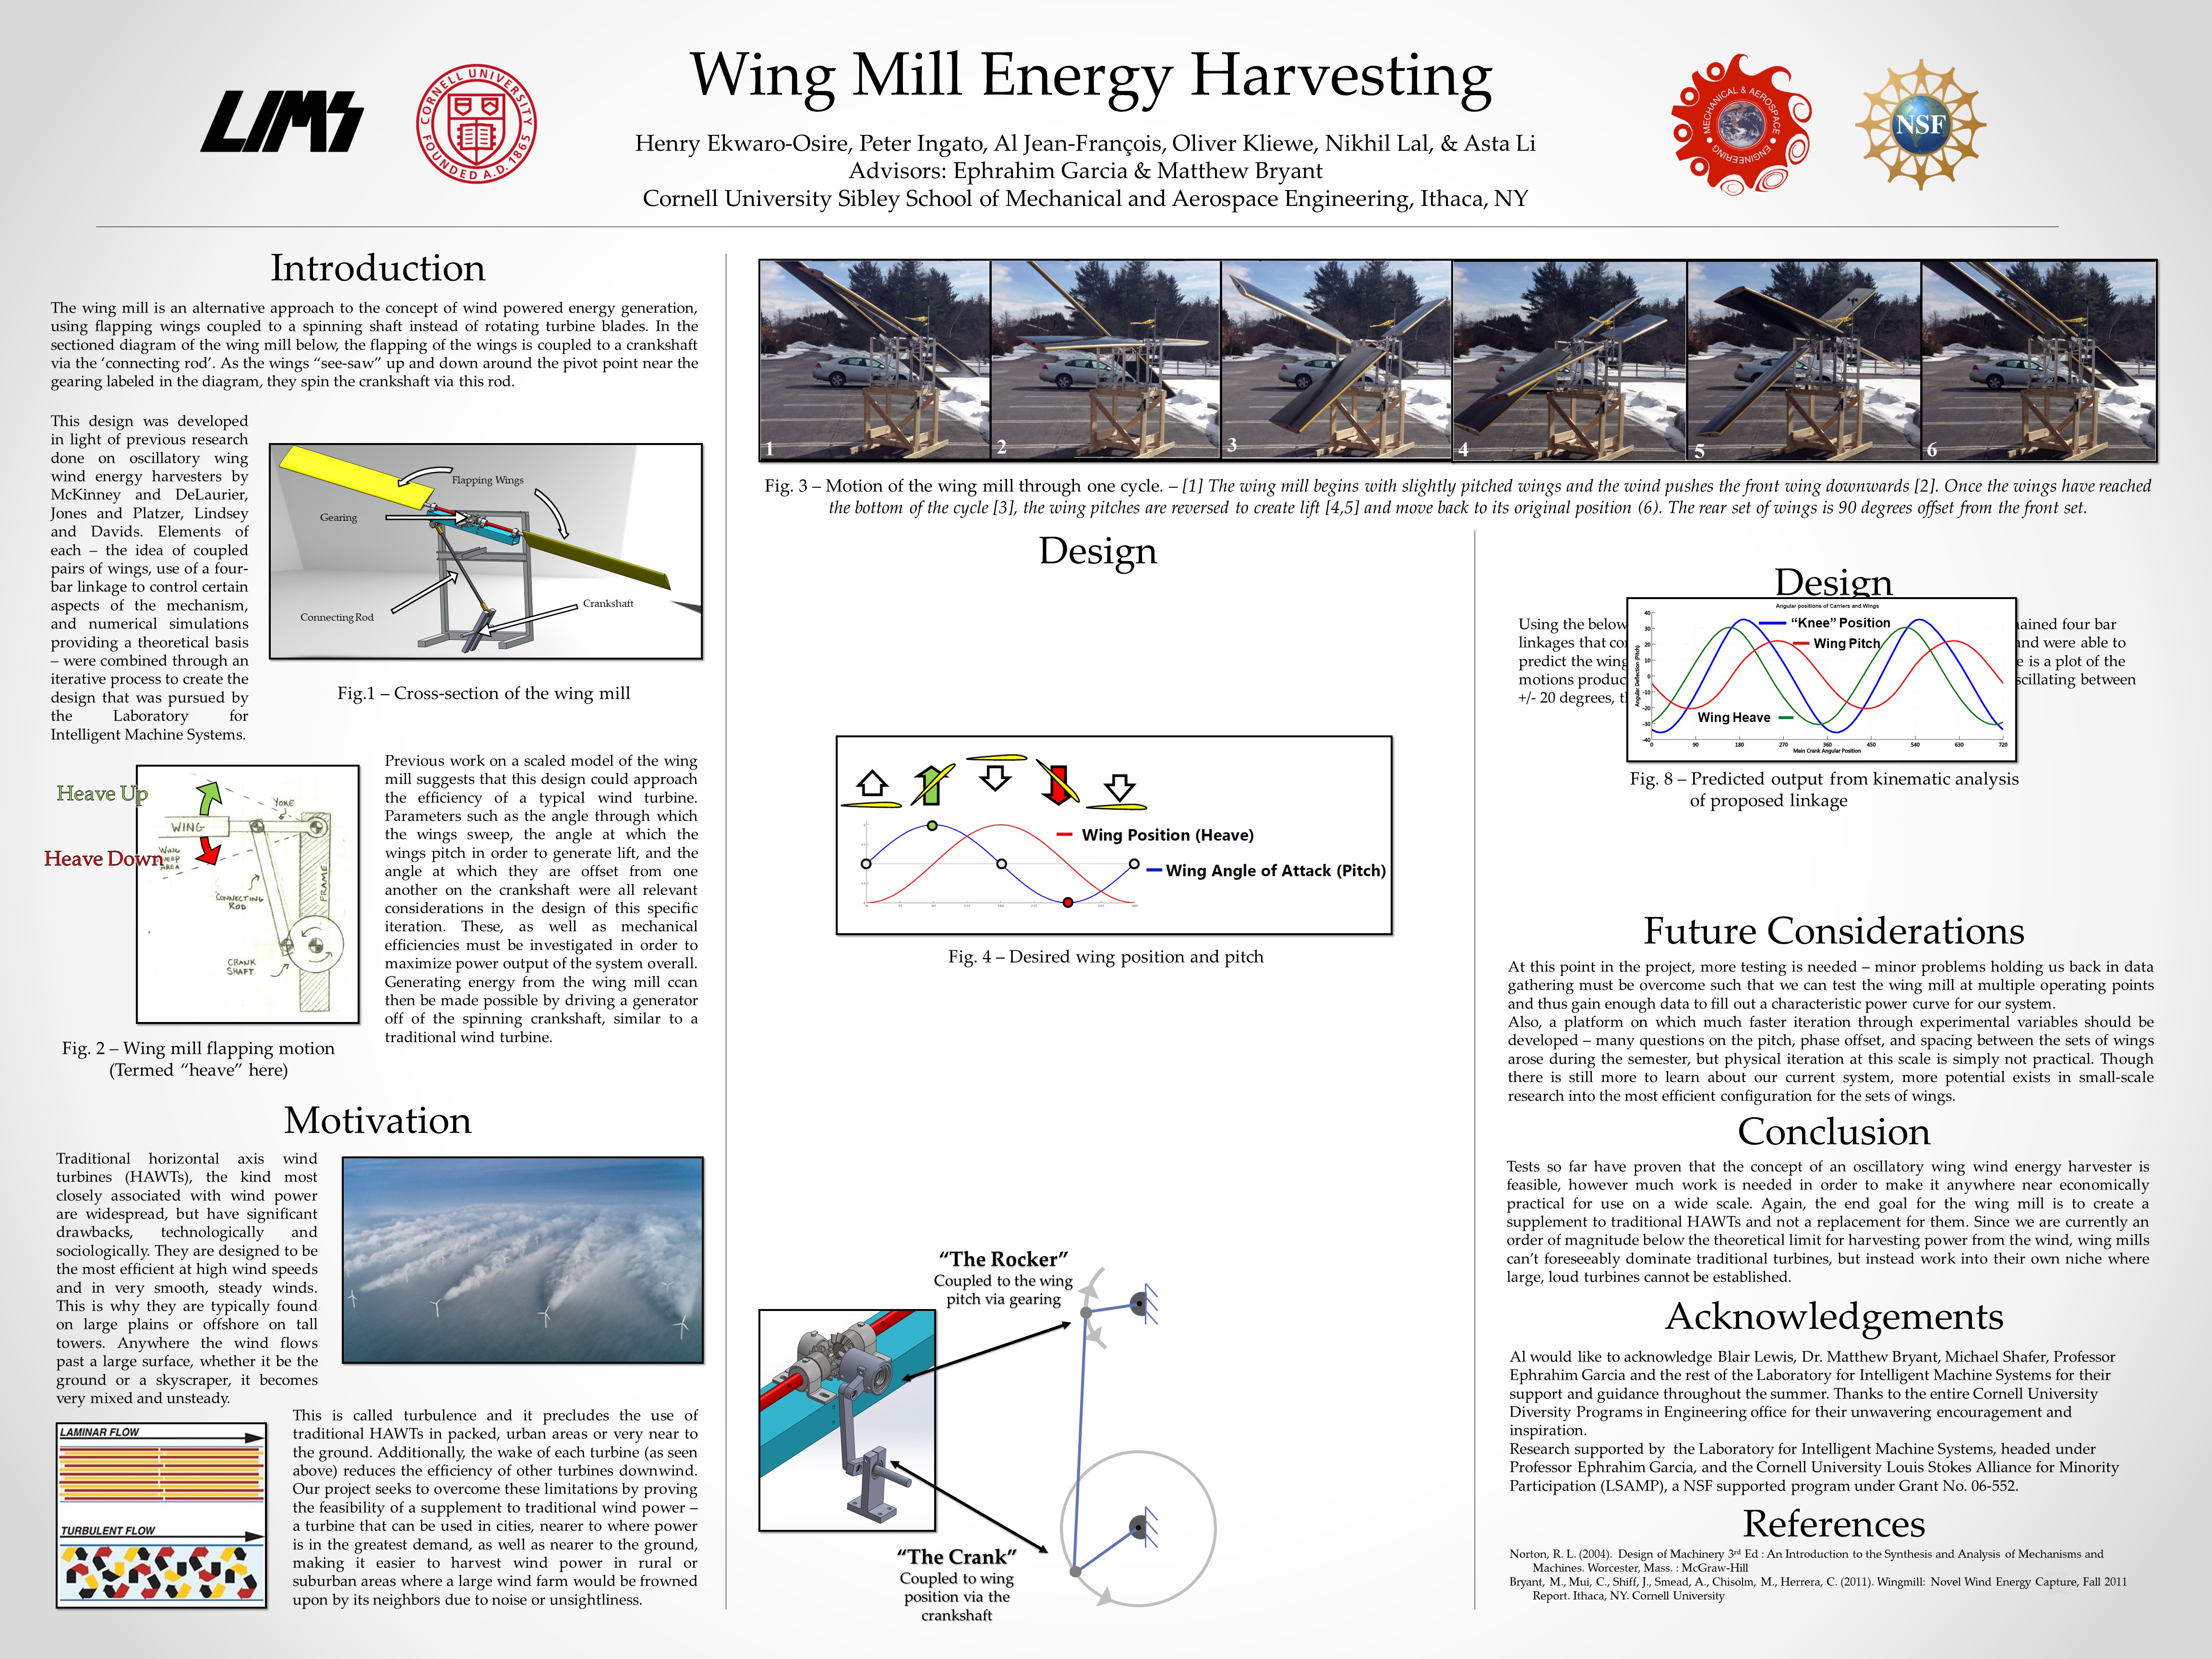 LIMS
CORNELL UNIVERSITY
FOUNDED A.D. 1865
Wing Mill Energy Harvesting
Henry Ekwaro-Osire, Peter Ingato, Al Jean-François, Oliver Kliewe, Nikhil Lal, & Asta Li
Advisors: Ephrahim Garcia & Matthew Bryant
Cornell University Sibley School of Mechanical and Aerospace Engineering, Ithaca, NY
MECHANICAL & AEROSPACE
ENGINEERING
NSF
Introduction
The wing mill is an alternative approach to the concept of wind powered energy generation,
using flapping wings coupled to a spinning shaft instead of rotating turbine blades. In the
sectioned diagram of the wing mill below, the flapping of the wings is coupled to a crankshaft
via the ‘connecting rod’. As the wings “see-saw” up and down around the pivot point near the
gearing labeled in the diagram, they spin the crankshaft via this rod.
This design was developed
in light of previous research
done on oscillatory wing
wind energy harvesters by
McKinney and DeLaurier,
Jones and Platzer, Lindsey
and Davids. Elements of
each – the idea of coupled
pairs of wings, use of a four-
bar linkage to control certain
aspects of the mechanism,
and numerical simulations
providing a theoretical basis
– were combined through an
iterative process to create the
design that was pursued by
the Laboratory for
Intelligent Machine Systems.
Flapping Wings
Gearing
Connecting Rod
Crankshaft
Fig.1 – Cross-section of the wing mill
Heave Up
Heave Down
YOKE
WING
WING
SWEEP
AREA
CONNECTING
ROD
FRAME
CRANK
SHAFT
Fig. 2 – Wing mill flapping motion
(Termed “heave” here)
Previous work on a scaled model of the wing
mill suggests that this design could approach
the efficiency of a typical wind turbine.
Parameters such as the angle through which
the wings sweep, the angle at which the
wings pitch in order to generate lift, and the
angle at which they are offset from one
another on the crankshaft were all relevant
considerations in the design of this specific
iteration. These, as well as mechanical
efficiencies must be investigated in order to
maximize power output of the system overall.
Generating energy from the wing mill ccan
then be made possible by driving a generator
off of the spinning crankshaft, similar to a
traditional wind turbine.
Motivation
Traditional horizontal axis wind
turbines (HAWTs), the kind most
closely associated with wind power
are widespread, but have significant
drawbacks, technologically and
sociologically. They are designed to be
the most efficient at high wind speeds
and in very smooth, steady winds.
This is why they are typically found
on large plains or offshore on tall
towers. Anywhere the wind flows
past a large surface, whether it be the
ground or a skyscraper, it becomes
very mixed and unsteady.
LAMINAR FLOW
TURBULENT FLOW
This is called turbulence and it precludes the use of
traditional HAWTs in packed, urban areas or very near to
the ground. Additionally, the wake of each turbine (as seen
above) reduces the efficiency of other turbines downwind.
Our project seeks to overcome these limitations by proving
the feasibility of a supplement to traditional wind power –
a turbine that can be used in cities, nearer to where power
is in the greatest demand, as well as nearer to the ground,
making it easier to harvest wind power in rural or
suburban areas where a large wind farm would be frowned
upon by its neighbors due to noise or unsightliness.
1
2
3
4
5
6
Fig. 3 – Motion of the wing mill through one cycle. – [1] The wing mill begins with slightly pitched wings and the wind pushes the front wing downwards [2]. Once the wings have reached
the bottom of the cycle [3], the wing pitches are reversed to create lift [4,5] and move back to its original position (6). The rear set of wings is 90 degrees offset from the front set.
Design
Wing Position (Heave)
Wing Angle of Attack (Pitch)
Fig. 4 – Desired wing position and pitch
“The Rocker”
Coupled to the wing
pitch via gearing
“The Crank”
Coupled to wing
position via the
crankshaft
Design
Using the below
linkages that
predict the wing
motions
+/- 20 degrees,
four bar
and were able to
is a plot of the
oscillating between
Angular positions of Carriers and Wings
“Knee” Position
Wing Pitch
Wing Heave
Angular Deflection (Pitch)
40
30
20
10
0
-10
-20
-30
-40
0 90 180 270 360 450 540 630 720
Main Crank Angular Position
Fig. 8 – Predicted output from kinematic analysis
of proposed linkage
Future Considerations
At this point in the project, more testing is needed – minor problems holding us back in data
gathering must be overcome such that we can test the wing mill at multiple operating points
and thus gain enough data to fill out a characteristic power curve for our system.
Also, a platform on which much faster iteration through experimental variables should be
developed – many questions on the pitch, phase offset, and spacing between the sets of wings
arose during the semester, but physical iteration at this scale is simply not practical. Though
there is still more to learn about our current system, more potential exists in small-scale
research into the most efficient configuration for the sets of wings.
Conclusion
Tests so far have proven that the concept of an oscillatory wing wind energy harvester is
feasible, however much work is needed in order to make it anywhere near economically
practical for use on a wide scale. Again, the end goal for the wing mill is to create a
supplement to traditional HAWTs and not a replacement for them. Since we are currently an
order of magnitude below the theoretical limit for harvesting power from the wind, wing mills
can’t foreseeably dominate traditional turbines, but instead work into their own niche where
large, loud turbines cannot be established.
Acknowledgements
Al would like to acknowledge Blair Lewis, Dr. Matthew Bryant, Michael Shafer, Professor
Ephrahim Garcia and the rest of the Laboratory for Intelligent Machine Systems for their
support and guidance throughout the summer. Thanks to the entire Cornell University
Diversity Programs in Engineering office for their unwavering encouragement and
inspiration.
Research supported by the Laboratory for Intelligent Machine Systems, headed under
Professor Ephrahim Garcia, and the Cornell University Louis Stokes Alliance for Minority
Participation (LSAMP), a NSF supported program under Grant No. 06-552.
References
Norton, R. L. (2004). Design of Machinery 3rd Ed : An Introduction to the Synthesis and Analysis of Mechanisms and
Machines. Worcester, Mass. : McGraw-Hill
Bryant, M., Mui, C., Shiff, J., Smead, A., Chisolm, M., Herrera, C. (2011). Wingmill: Novel Wind Energy Capture, Fall 2011
Report. Ithaca, NY. Cornell University